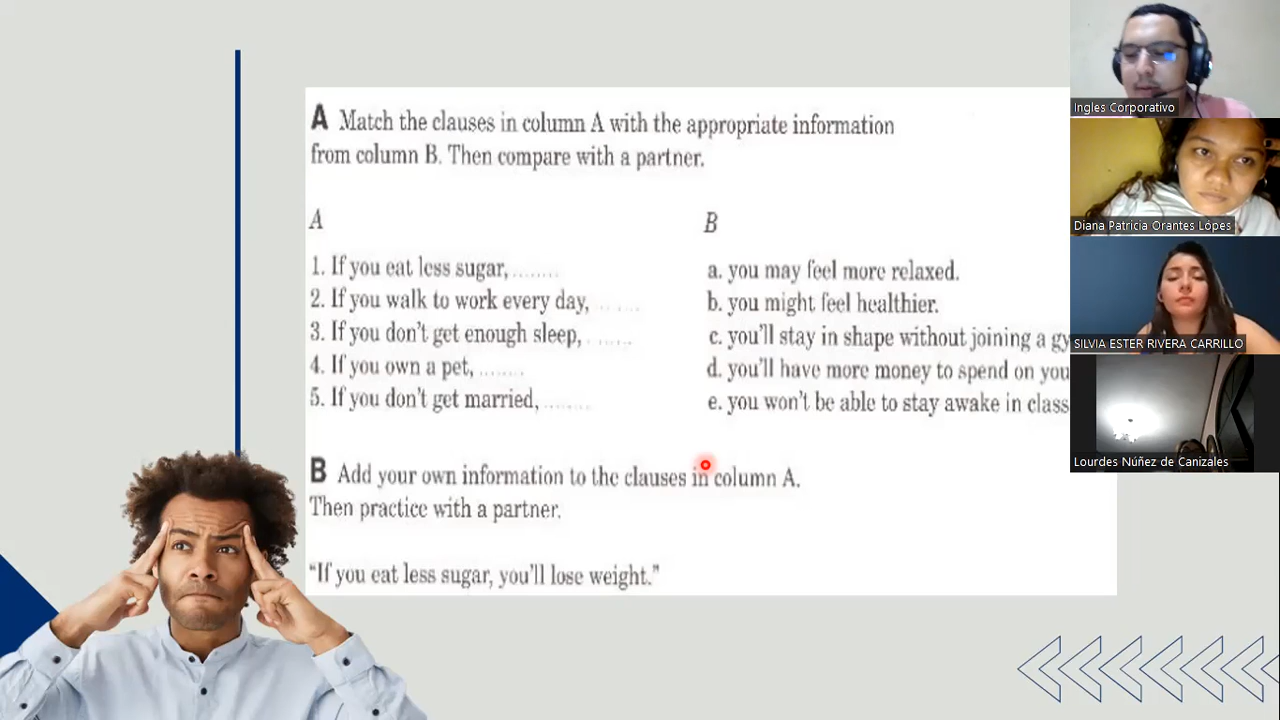 A Match the clauses in column A with the appropriate information
from column B. Then compare with a partner.
A
1. If you eat less sugar, ........
2. If you walk to work every day, ........
3. If you don't get enough sleep, ........
4. If you own a pet, ........
5. If you don't get married, ........
B
a. you may feel more relaxed.
b. you might feel healthier.
c. you'll stay in shape without joining a gy
d. you'll have more money to spend on you
e. you won't be able to stay awake in class
B Add your own information to the clauses in column A.
Then practice with a partner.
"If you eat less sugar, you'll lose weight."
Ingles Corporativo
Diana Patricia Orantes Lópes
SILVIA ESTER RIVERA CARRILLO
Lourdes Núñez de Canizales